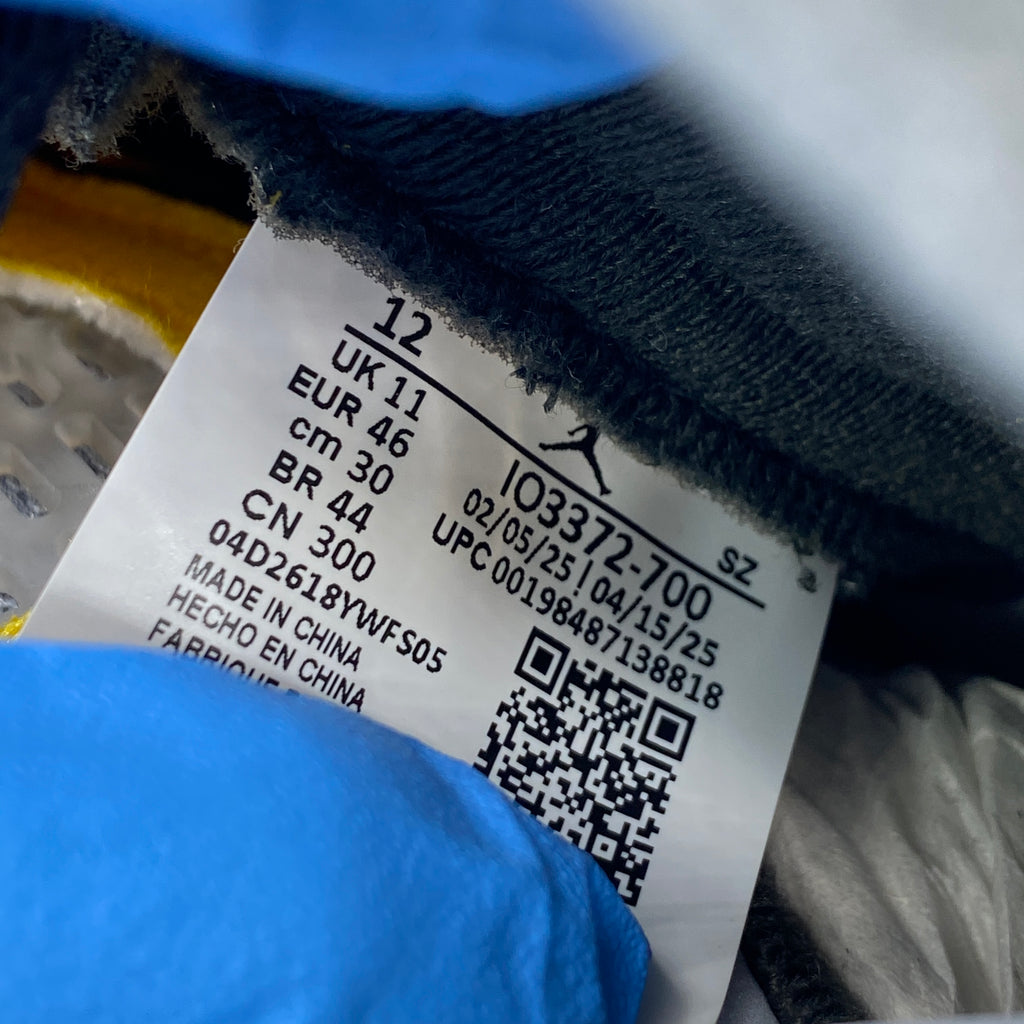 12
UK 11
EUR 46
cm 30
BR 44
CN 300
04D2618YWFS05
MADE IN CHINA
HECHO EN CHINA
FABRIQUE
SZ
IO3372-700
02/05/25 | 04/15/25
UPC 00198487138818